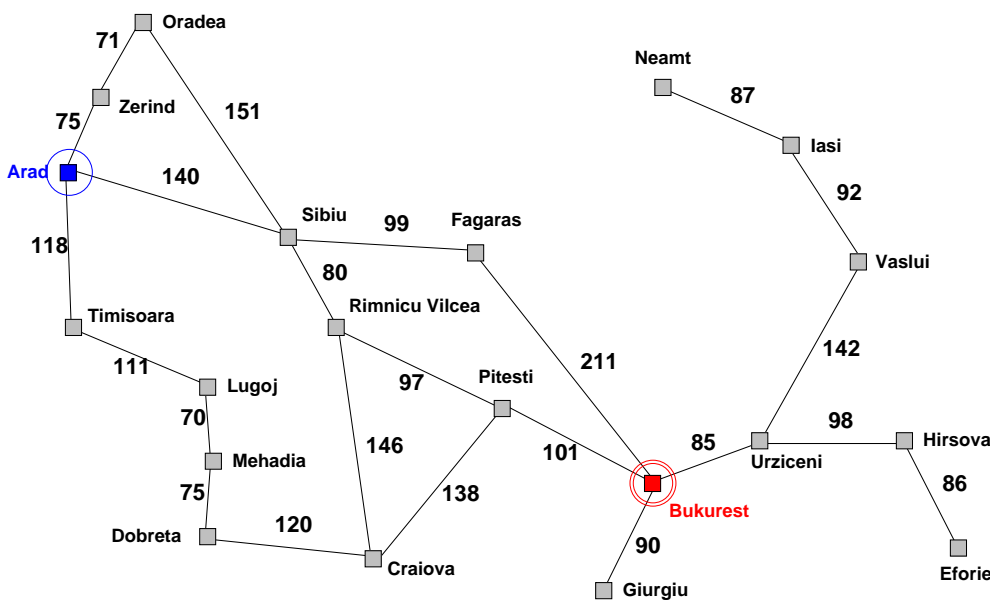 Oradea
71
Neamt
87
Zerind
75
151
Iasi
Arad
140
92
Sibiu
99
Fagaras
118
80
Vaslui
Rimnicu Vilcea
Timisoara
142
111
97
Pitesti
211
Lugoj
70
98
Hirsova
146
101
85
Mehadia
Urziceni
75
138
86
Bukurest
120
Dobreta
90
Craiova
Eforie
Giurgiu